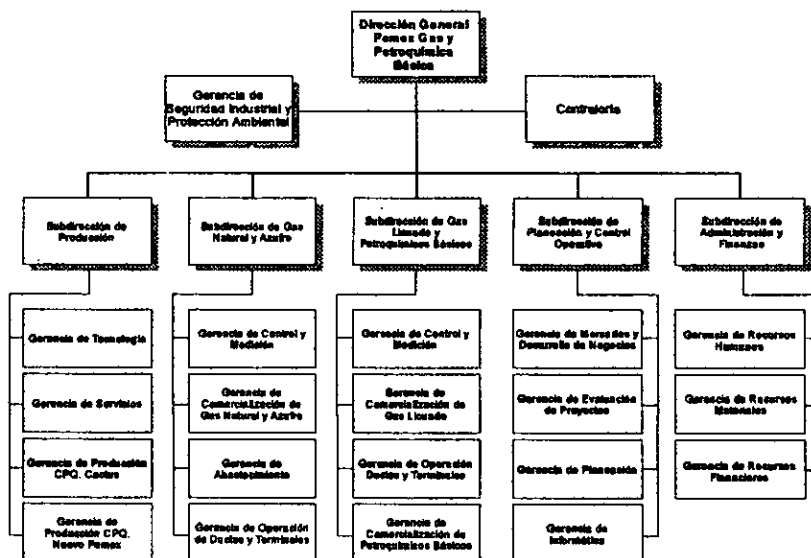 Dirección General
Pemex Gas y
Petroquímica
Básica
Gerencia de
Seguridad Industrial y
Protección Ambiental
Contraloría
Subdirección de
Producción
Subdirección de Gas
Natural y Azufre
Subdirección de Gas
Licuado y
Petroquímicos Básicos
Subdirección de
Planeación y Control
Operativo
Subdirección de
Administración y
Finanzas
Gerencia de Tecnología
Gerencia de Control y
Medición
Gerencia de Control y
Medición
Gerencia de Mercados y
Desarrollo de Negocios
Gerencia de Recursos
Humanos
Gerencia de Servicios
Gerencia de
Comercialización de
Gas Natural y Azufre
Gerencia de
Comercialización de
Gas Licuado
Gerencia de Evaluación
de Proyectos
Gerencia de Recursos
Materiales
Gerencia de Producción
CPQ. Cactus
Gerencia de
Abastecimiento
Gerencia de Operación
Ductos y Terminales
Gerencia de Planeación
Gerencia de Recursos
Financieros
Gerencia de
Producción CPQ.
Nuevo Pemex
Gerencia de Operación
de Ductos y Terminales
Gerencia de
Comercialización de
Petroquímicos Básicos
Gerencia de
Informática